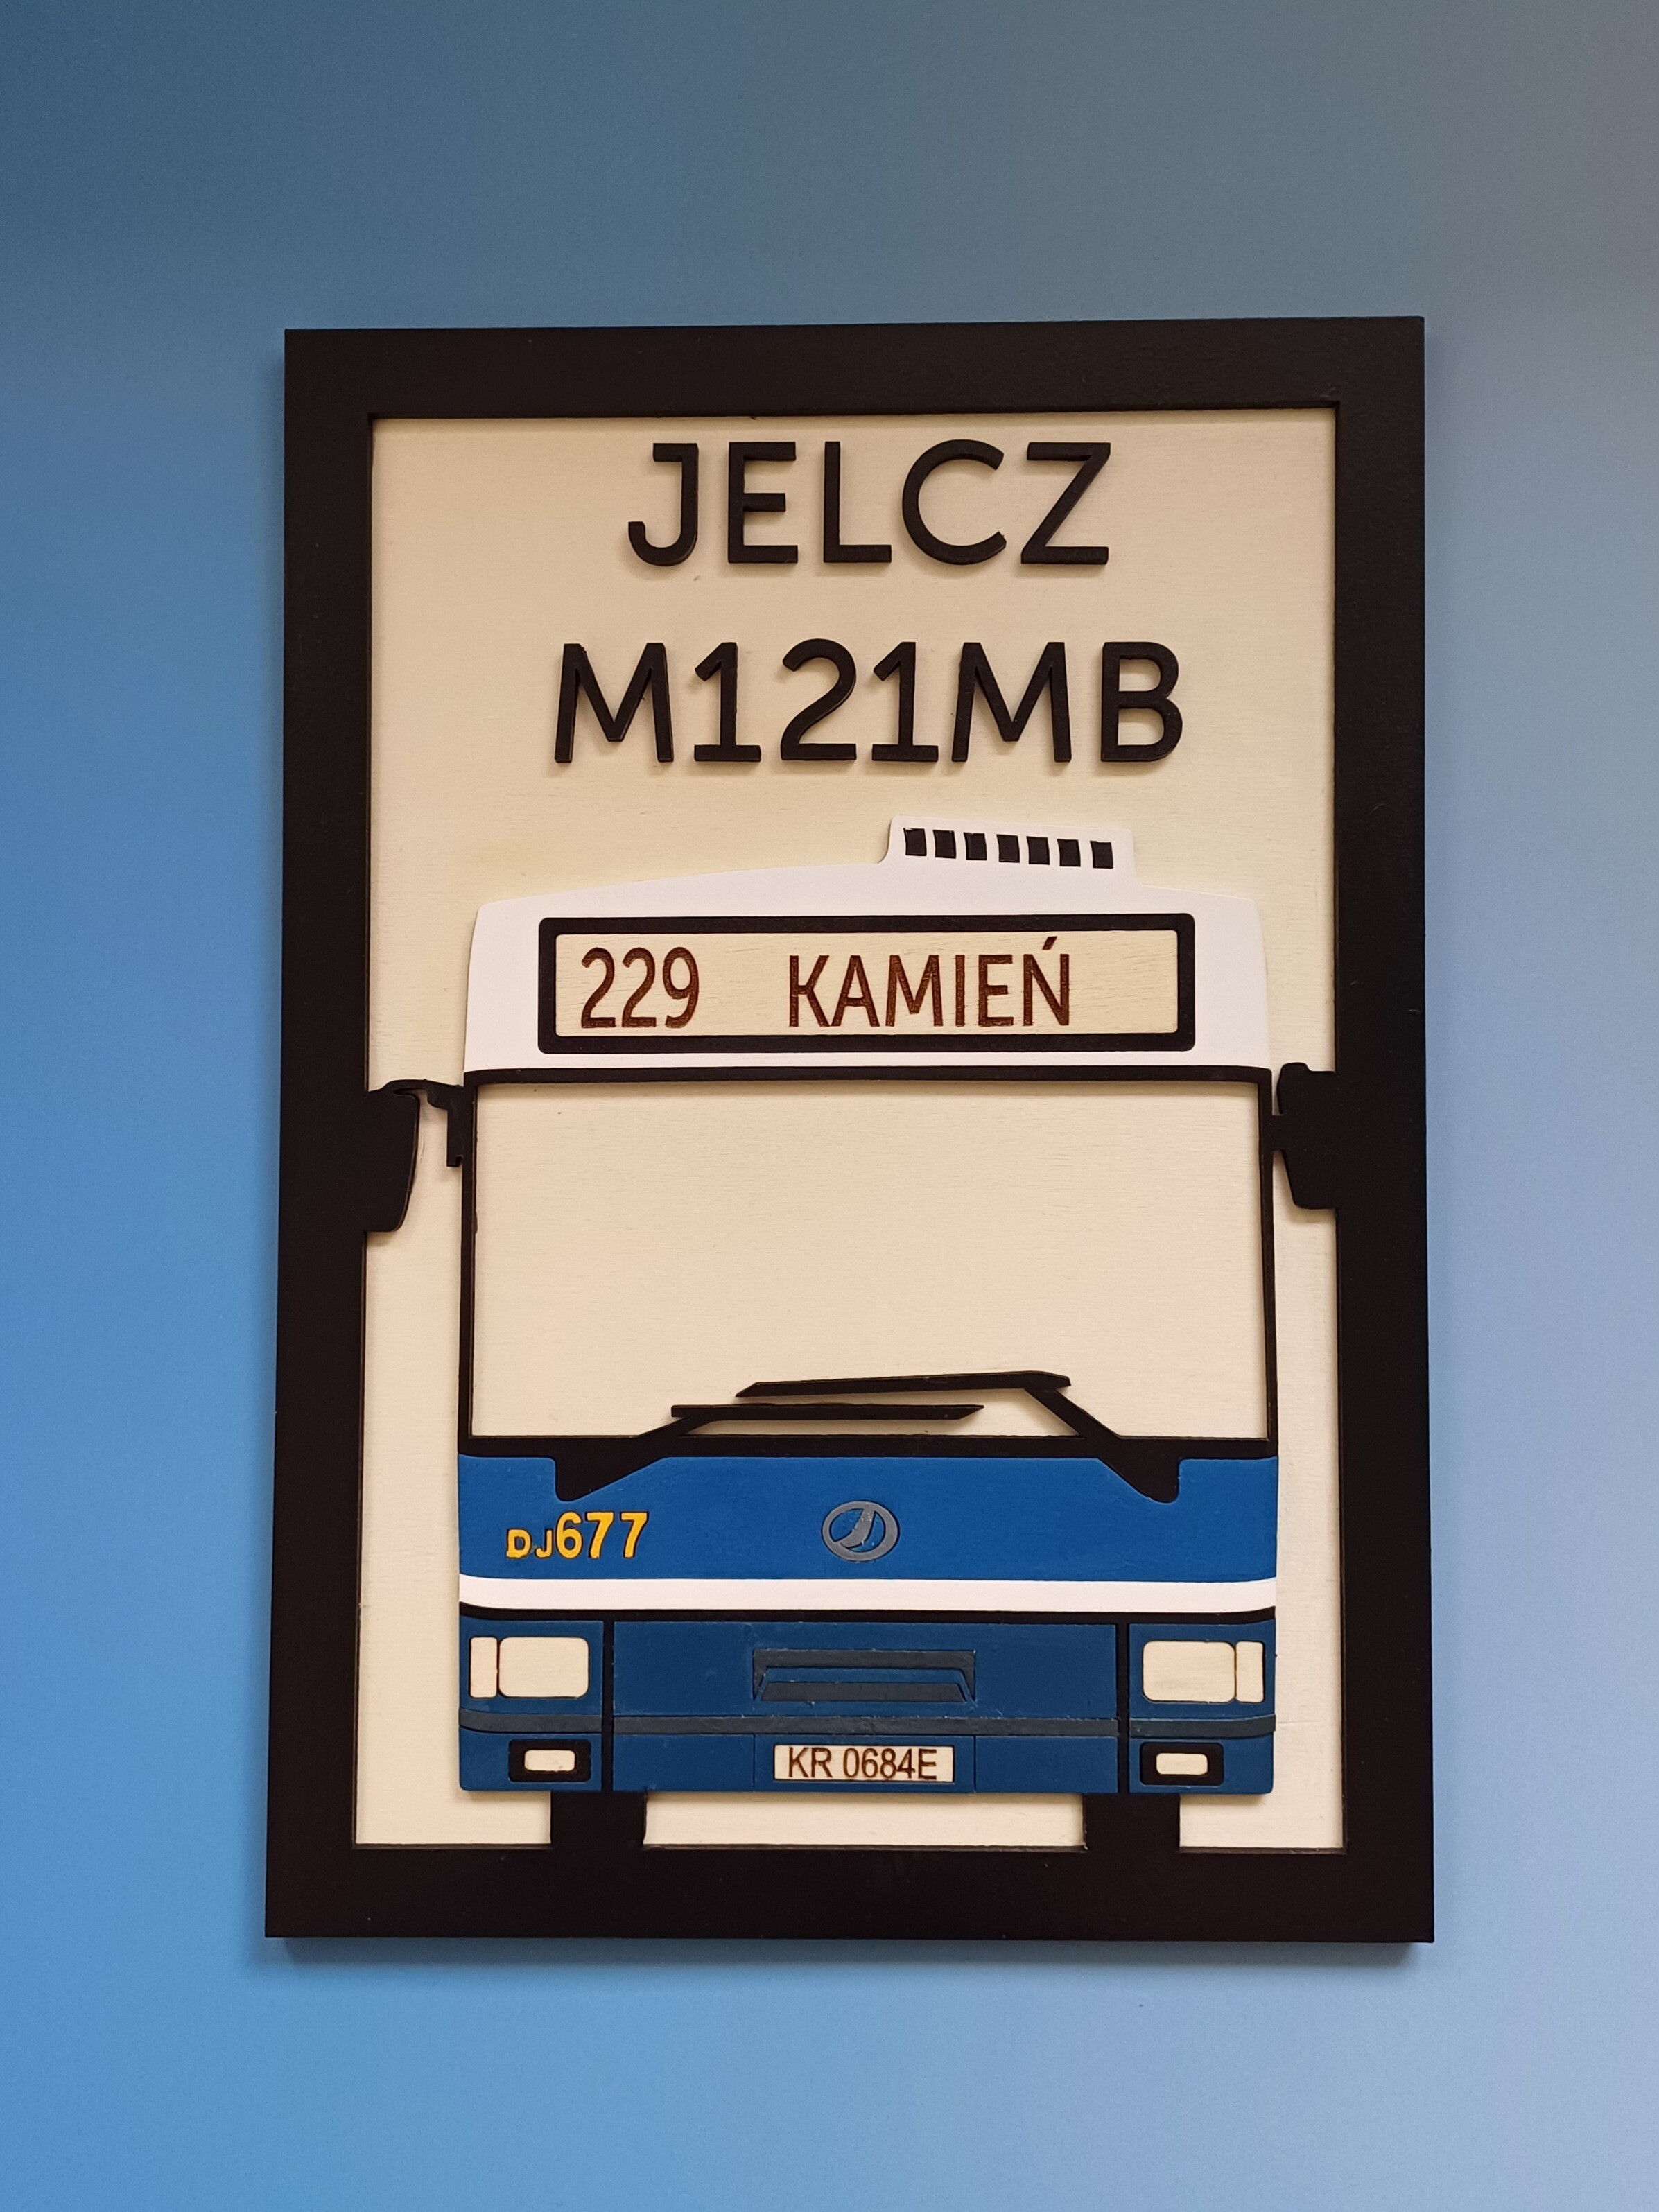 JELCZ
M121MB
229 KAMIEŃ
DJ677
KR 0684E